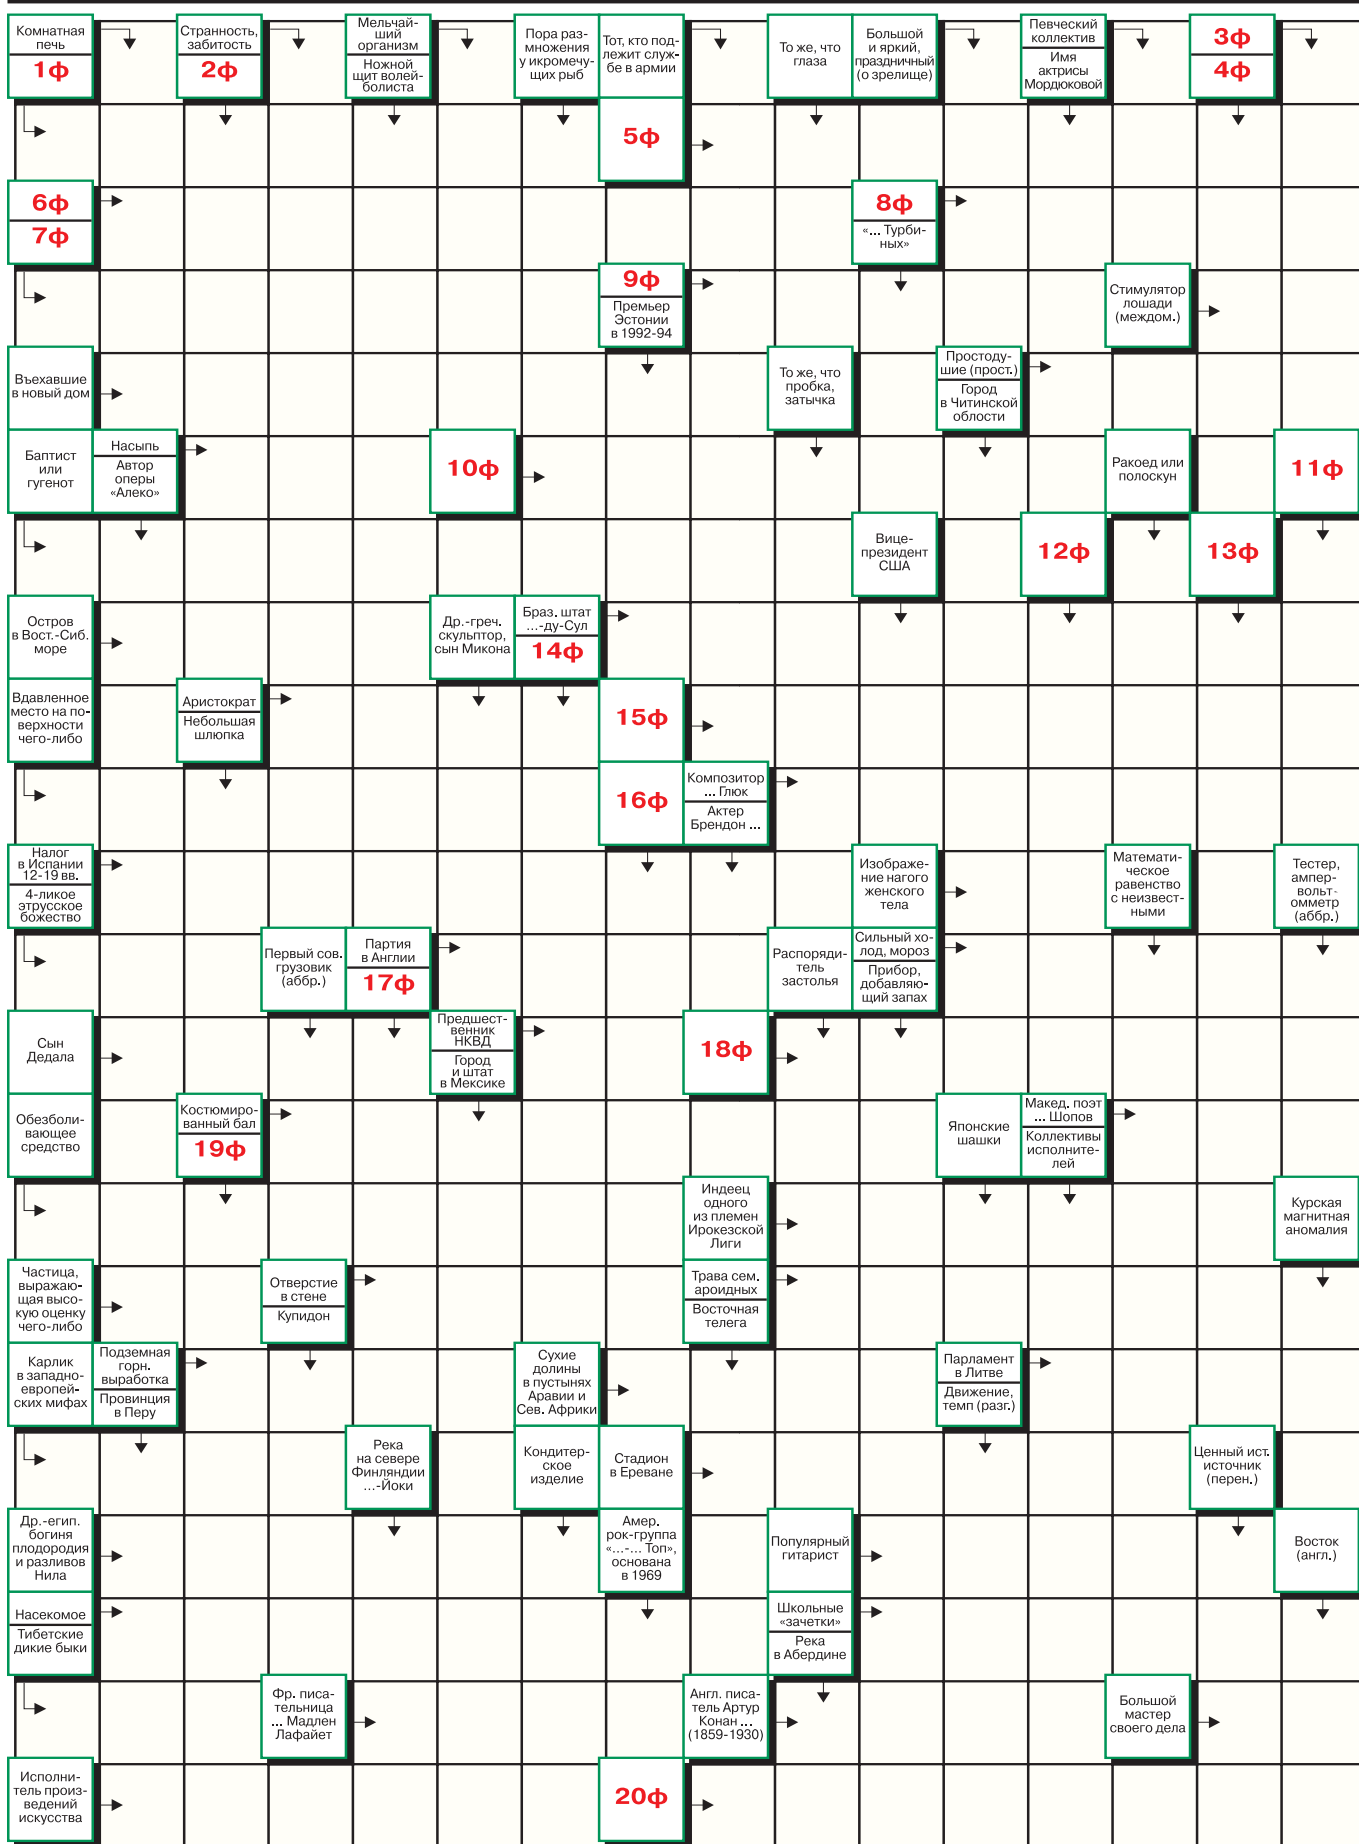 Комнатная
печь
1ф
Странность,
забитость
2ф
Мельчай-
ший
организм
Ножной
щит волей-
болиста
Пора раз-
множения
у икромечу-
щих рыб
Тот, кто под-
лежит служ-
бе в армии
То же, что
глаза
Большой
и яркий,
праздничный
(о зрелище)
Певческий
коллектив
Имя
актрисы
Мордюковой
3ф
4ф
5ф
6ф
7ф
8ф
«... Турби-
ных»
9ф
Премьер
Эстонии
в 1992-94
Стимулятор
лошади
(междом.)
Въехавшие
в новый дом
То же, что
пробка,
затычка
Простоду-
шие (прост.)
Город
в Читинской
облости
Баптист
или
гугенот
Насыпь
Автор
оперы
«Алеко»
10ф
Ракоед или
полоскун
11ф
Вице-
президент
США
12ф
13ф
Остров
в Вост.-Сиб.
море
Др.-греч.
скульптор,
сын Микона
Браз. штат
...-ду-Сул
14ф
Вдавленное
место на по-
верхности
чего-либо
Аристократ
Небольшая
шлюпка
15ф
16ф
Композитор
... Глюк
Актер
Брендон ...
Налог
в Испании
12-19 вв.
4-ликое
этрусское
божество
Изображе-
ние нагого
женского
тела
Математи-
ческое
равенство
с неизвест-
ными
Тестер,
ампер-
вольт-
омметр
(аббр.)
Первый сов.
грузовик
(аббр.)
Партия
в Англии
17ф
Распоряди-
тель
застолья
Сильный хо-
лод, мороз
Прибор,
добавляю-
щий запах
Сын
Дедала
Предшест-
венник
НКВД
Город
и штат
в Мексике
18ф
Обезболи-
вающее
средство
Костюмиро-
ванный бал
19ф
Японские
шашки
Макед. поэт
... Шопов
Коллективы
исполните-
лей
Индеец
одного
из племен
Ирокезской
Лиги
Курская
магнитная
аномалия
Частица,
выражаю-
щая высо-
кую оценку
чего-либо
Отверстие
в стене
Купидон
Трава сем.
ароидных
Восточная
телега
Карлик
в западно-
европей-
ских мифах
Подземная
горн.
выработка
Провинция
в Перу
Сухие
долины
в пустынях
Аравии и
Сев. Африки
Парламент
в Литве
Движение,
темп (разг.)
Река
на севере
Финляндии
...-Йоки
Кондитер-
ское
изделие
Стадион
в Ереване
Ценный ист.
источник
(перен.)
Др.-егип.
богиня
плодородия
и разливов
Нила
Амер.
рок-группа
«...-... Топ»,
основана
в 1969
Популярный
гитарист
Восток
(англ.)
Насекомое
Тибетские
дикие быки
Школьные
«зачетки»
Река
в Абердине
Фр. писа-
тельница
... Мадлен
Лафайет
Англ. писа-
тель Артур
Конан ...
(1859-1930)
Большой
мастер
своего дела
Исполни-
тель произ-
ведений
искусства
20ф